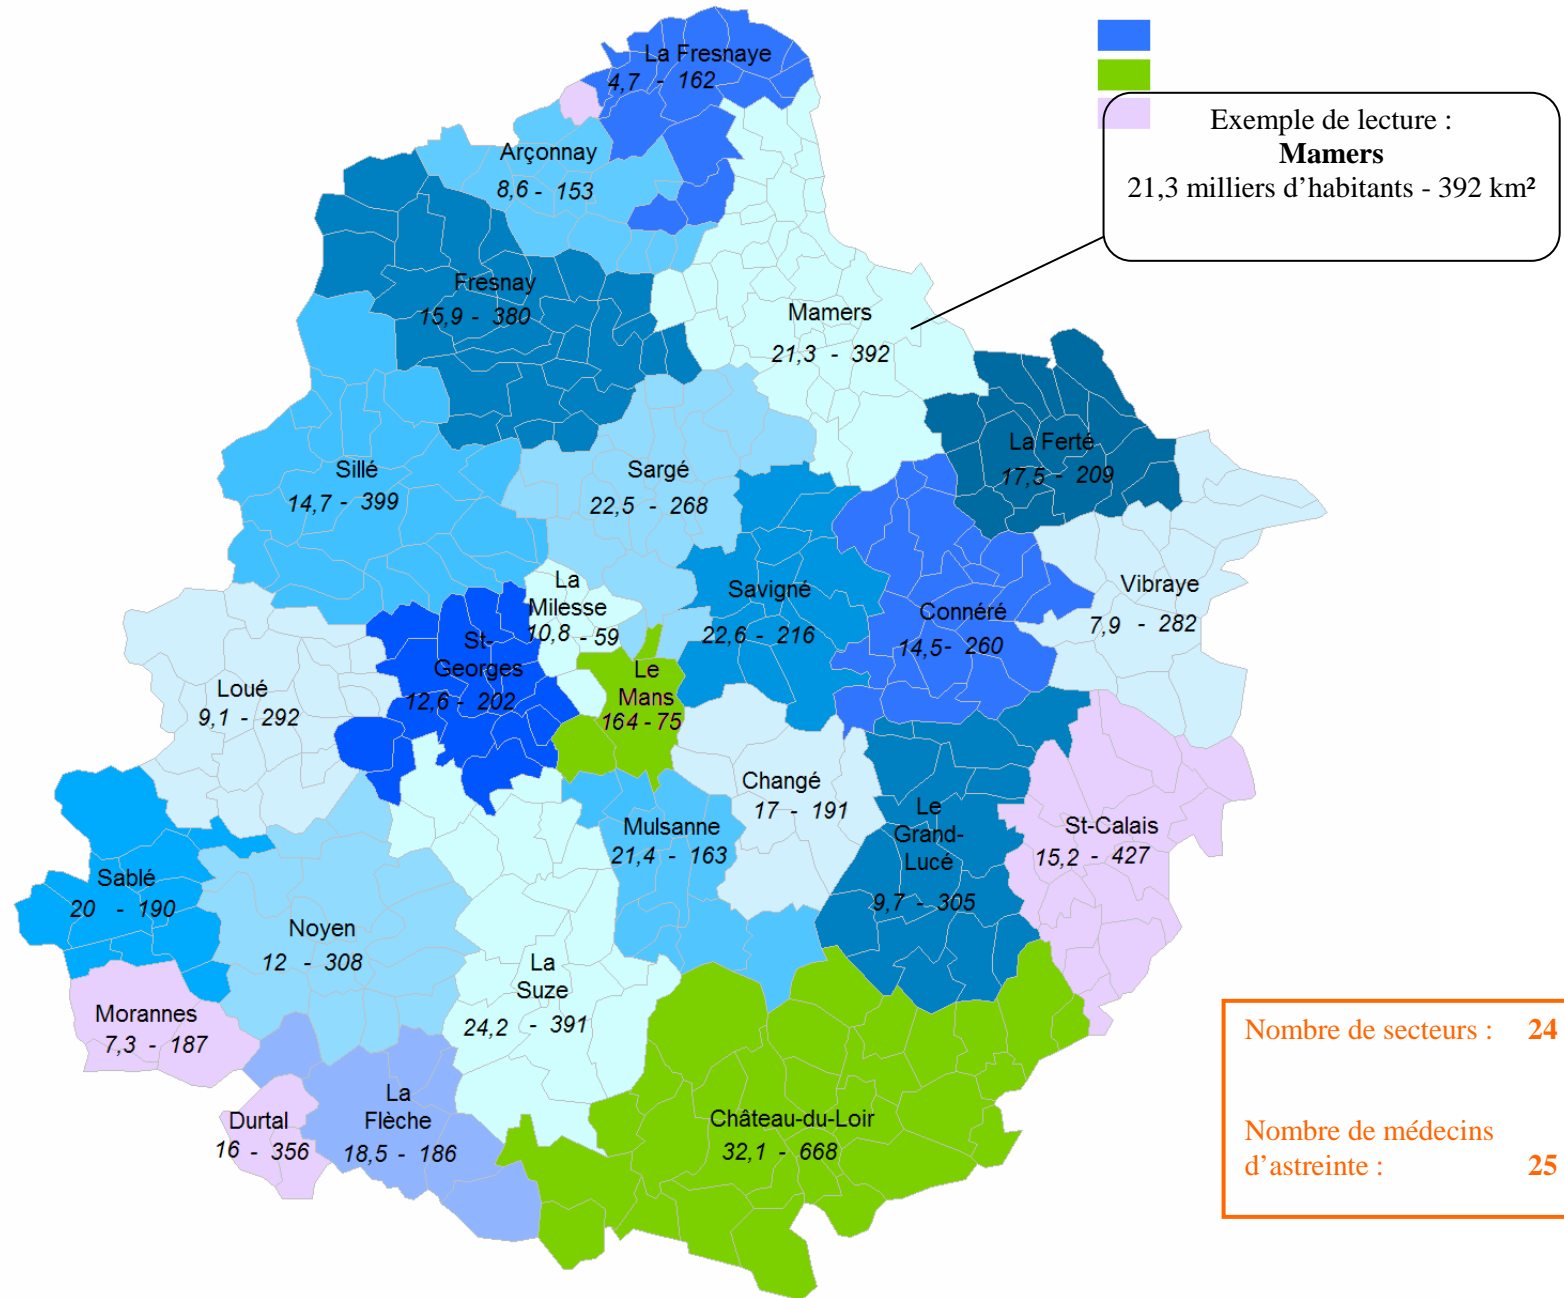 La Fresnaye
4,7 - 162
Exemple de lecture :
Mamers
21,3 milliers d’habitants - 392 km²
Arçonnay
8,6 - 153
Fresnay
15,9 - 380
Mamers
21,3 - 392
La Ferté
17,5 - 209
Sillé
14,7 - 399
Sargé
22,5 - 268
La
Milesse
10,8 - 59
Savigné
22,6 - 216
Connéré
14,5- 260
Vibraye
7,9 - 282
St-
Georges
12,6 - 202
Le
Mans
164 - 75
Loué
9,1 - 292
Changé
17 - 191
Mulsanne
21,4 - 163
Le
Grand-
Lucé
9,7 - 305
St-Calais
15,2 - 427
Sablé
20 - 190
Noyen
12 - 308
La
Suze
24,2 - 391
Morannes
7,3 - 187
La
Flèche
18,5 - 186
Durtal
16 - 356
Château-du-Loir
32,1 - 668
Nombre de secteurs : 24
Nombre de médecins
d’astreinte : 25